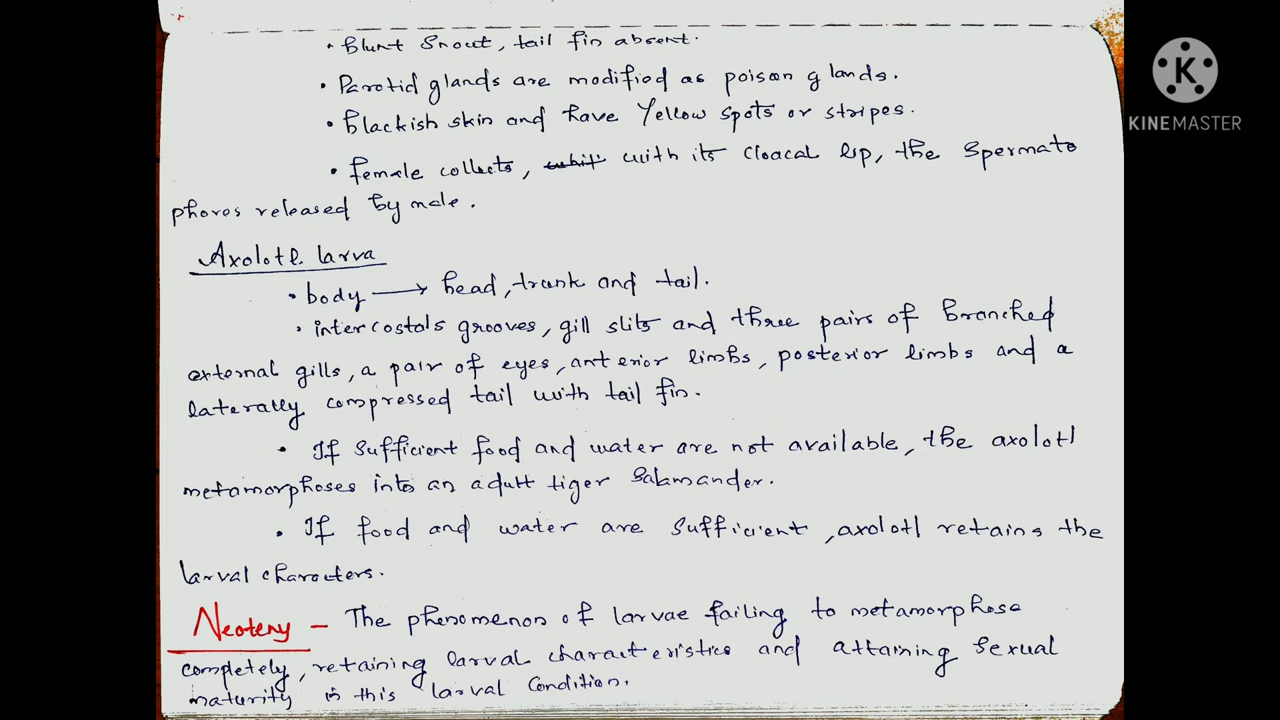 • Blunt Snout, tail fin absent.
• Parotid glands are modified as poison glands.
• Blackish skin and have Yellow spots or stripes.
• female collects, with its cloacal lip, the Spermato
phores released by male.
Axolotl larva
• body → head, trunk and tail.
• intercostals grooves, gill slits and three pairs of Branched
external gills, a pair of eyes, anterior limbs, posterior limbs and a
laterally compressed tail with tail fin.
• If Sufficient food and water are not available, the axolotl
metamorphoses into an adult tiger Salamander.
• If food and water are Sufficient, axolotl retains the
larval characters.
Neoteny – The phenomenon of larvae failing to metamorphose
completely, retaining larval characteristics and attaining Sexual
maturity in this larval Condition.
K
KINEMASTER